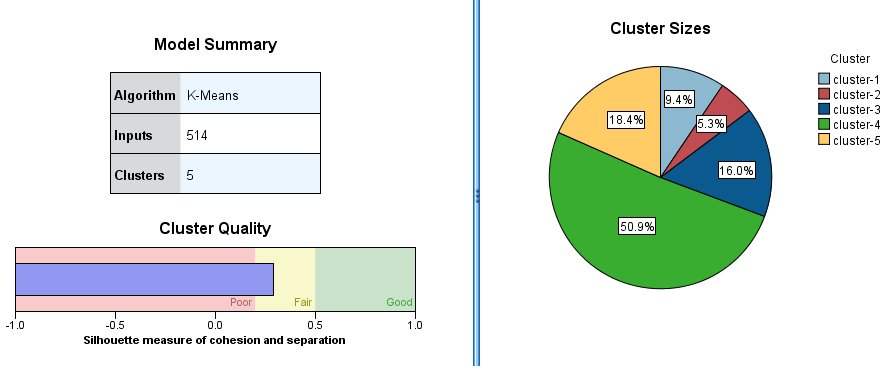 Model Summary
Algorithm K-Means
Inputs 514
Clusters 5
Cluster Quality
Poor Fair Good
-1.0 -0.5 0.0 0.5 1.0
Silhouette measure of cohesion and separation
Cluster Sizes
9.4%
5.3%
18.4%
16.0%
50.9%
Cluster
cluster-1
cluster-2
cluster-3
cluster-4
cluster-5